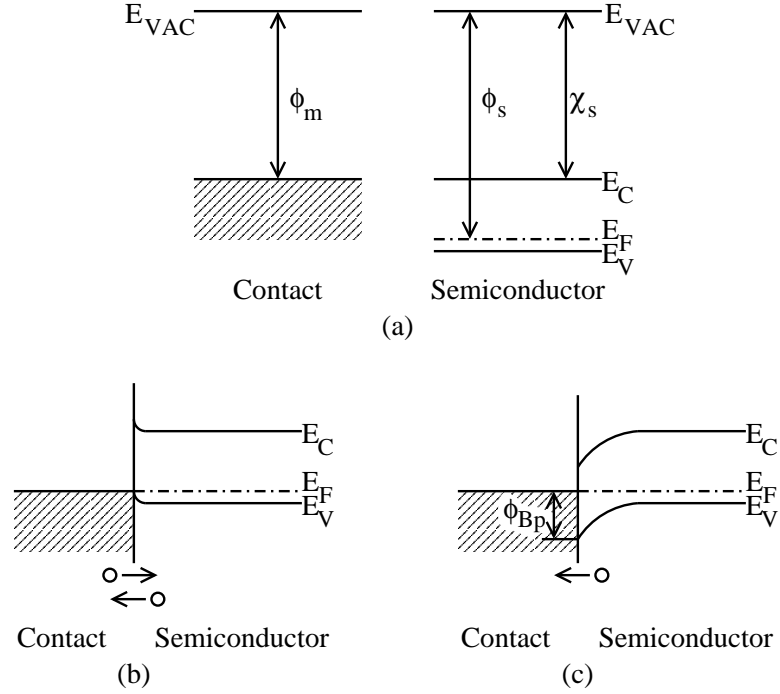 E_VAC E_VAC
ϕ_m ϕ_s χ_s
E_C
E_F
E_V
Contact Semiconductor
(a)
E_C E_C
E_F E_F
E_V ϕ_Bp E_V
Contact Semiconductor Contact Semiconductor
(b) (c)